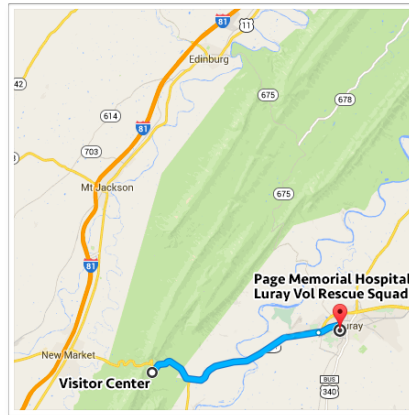 81
11
Edinburg
42
675
678
614
81
703
675
Mt Jackson
81
Page Memorial Hospital
Luray Vol Rescue Squad
uray
New Market
Visitor Center
BUS
340